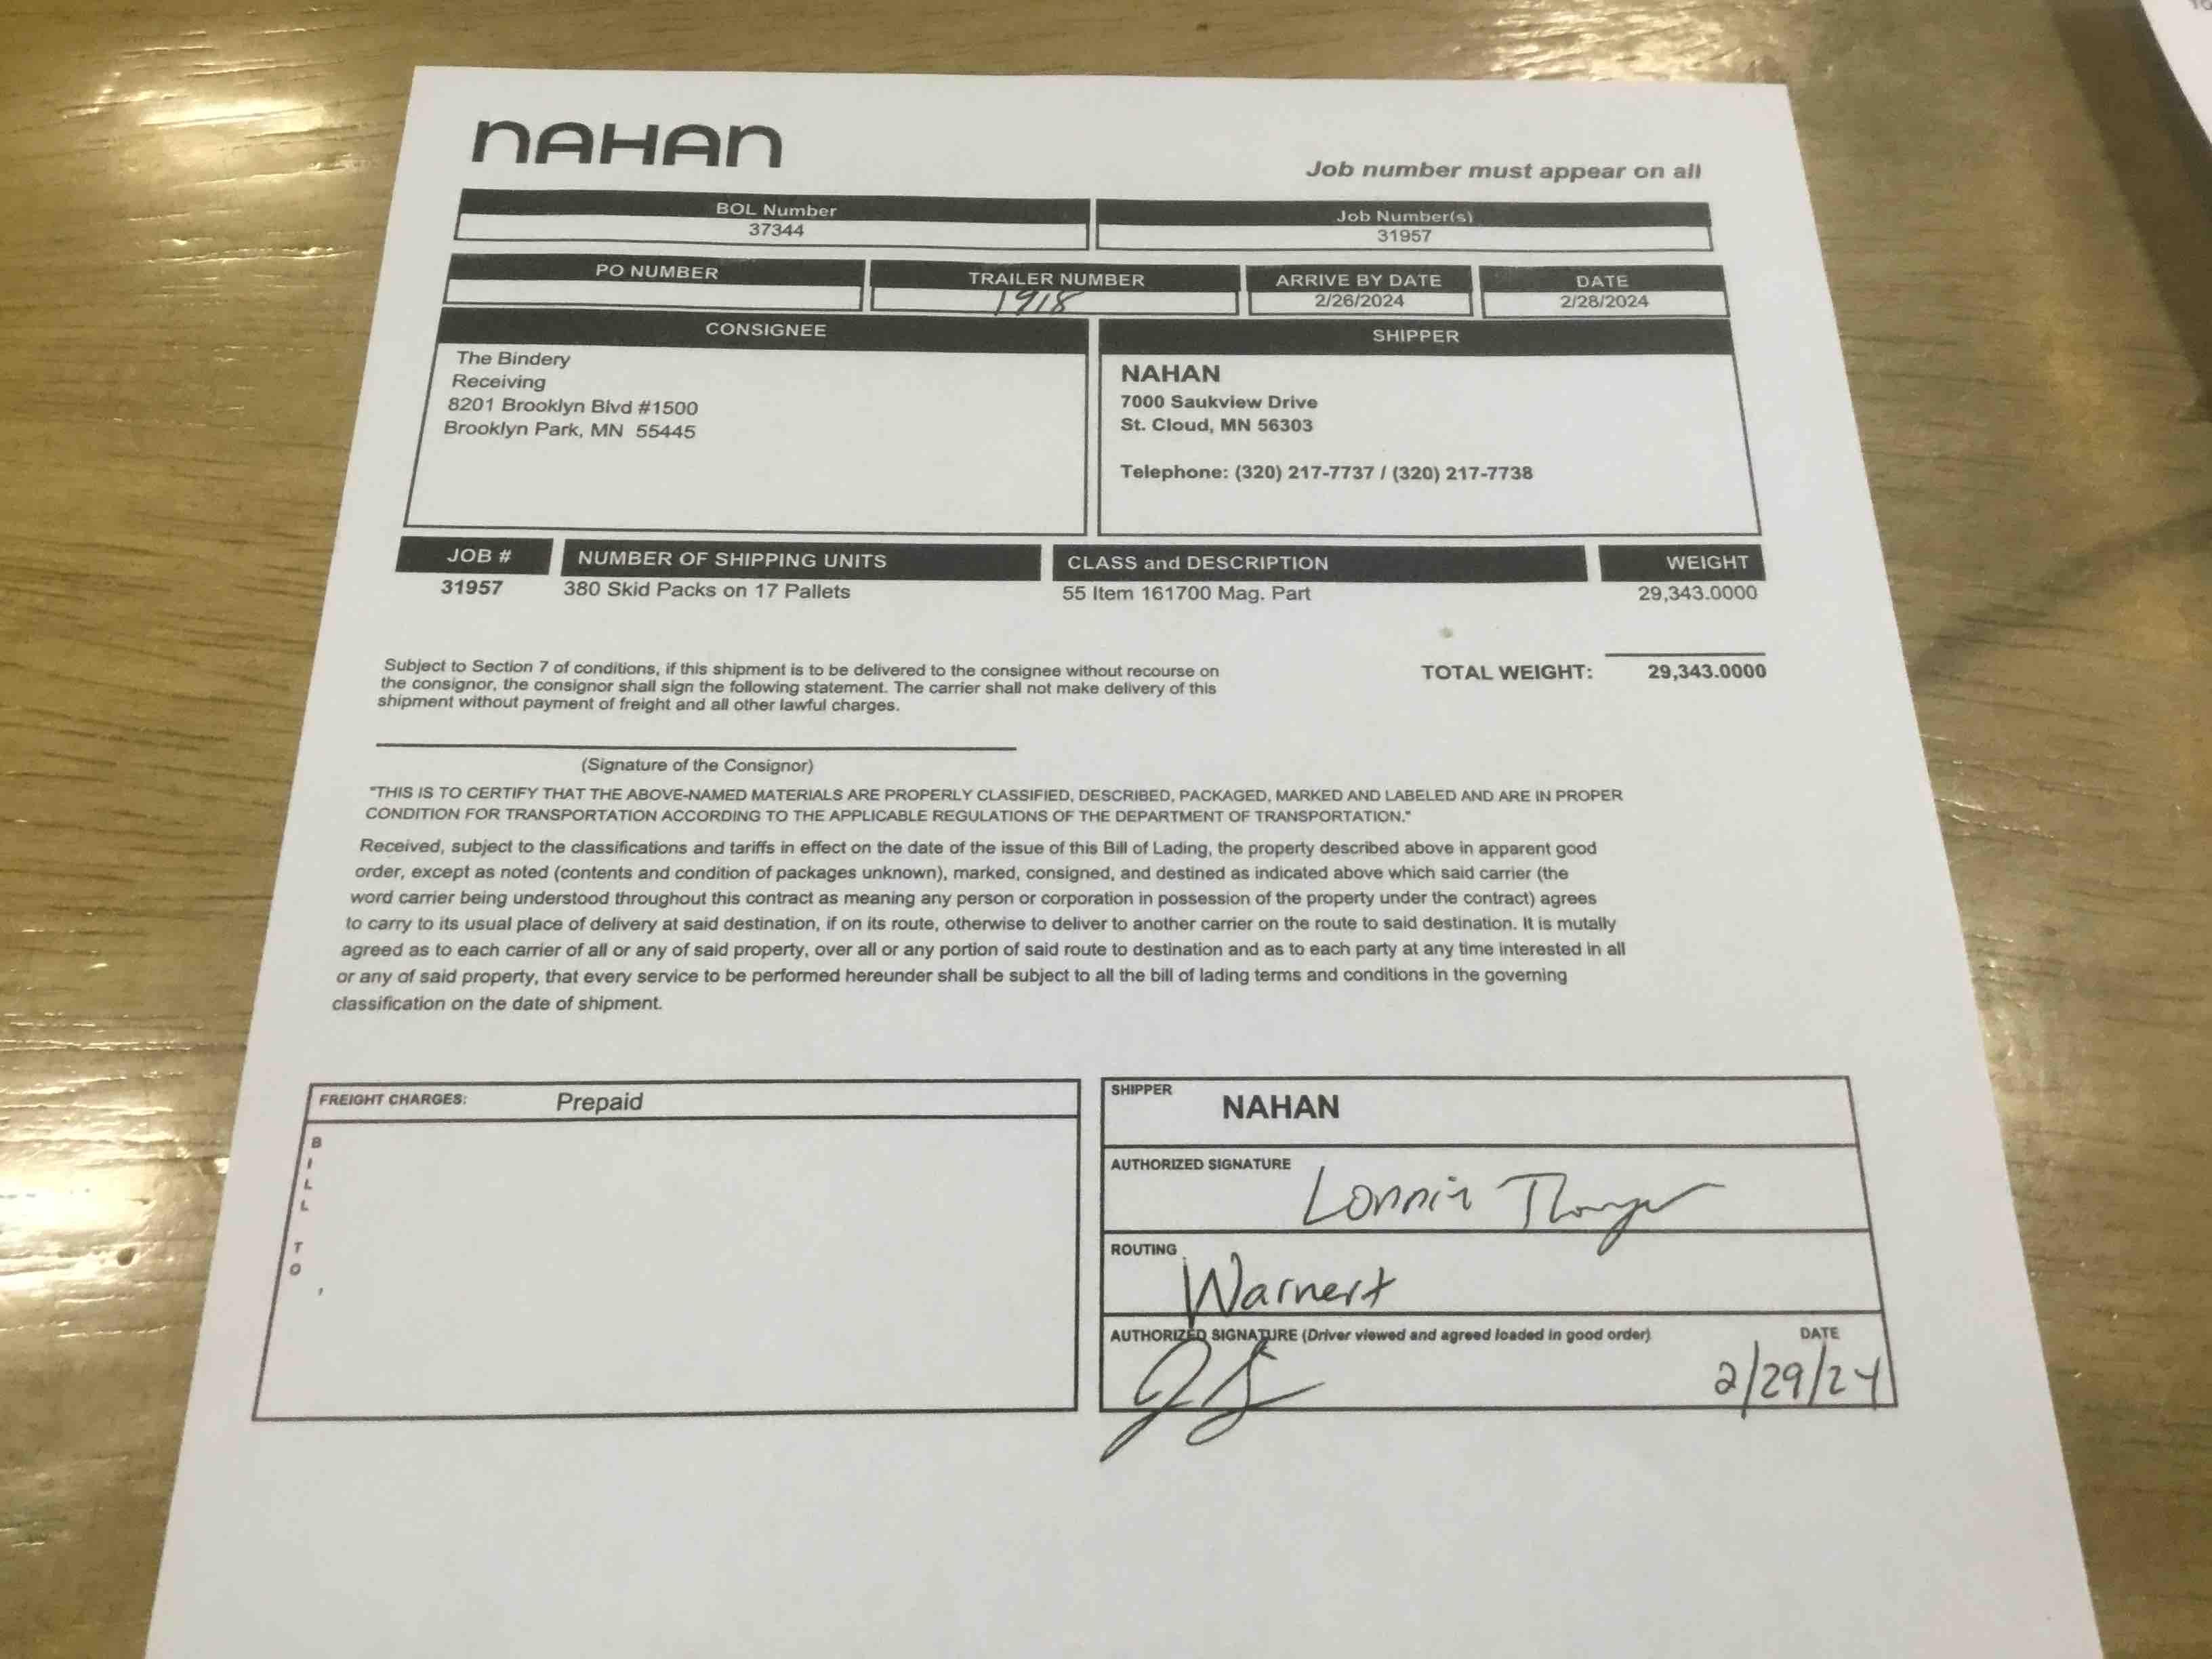 NAHAN
Job number must appear on all
BOL Number
37344
Job Number(s)
31957
PO NUMBER
TRAILER NUMBER
1918
ARRIVE BY DATE
2/26/2024
DATE
2/28/2024
CONSIGNEE
The Bindery
Receiving
8201 Brooklyn Blvd #1500
Brooklyn Park, MN 55445
SHIPPER
NAHAN
7000 Saukview Drive
St. Cloud, MN 56303
Telephone: (320) 217-7737 / (320) 217-7738
JOB # NUMBER OF SHIPPING UNITS CLASS and DESCRIPTION WEIGHT
31957 380 Skid Packs on 17 Pallets 55 Item 161700 Mag. Part 29,343.0000
Subject to Section 7 of conditions, if this shipment is to be delivered to the consignee without recourse on
the consignor, the consignor shall sign the following statement. The carrier shall not make delivery of this
shipment without payment of freight and all other lawful charges.
TOTAL WEIGHT: 29,343.0000
(Signature of the Consignor)
"THIS IS TO CERTIFY THAT THE ABOVE-NAMED MATERIALS ARE PROPERLY CLASSIFIED, DESCRIBED, PACKAGED, MARKED AND LABELED AND ARE IN PROPER
CONDITION FOR TRANSPORTATION ACCORDING TO THE APPLICABLE REGULATIONS OF THE DEPARTMENT OF TRANSPORTATION."
Received, subject to the classifications and tariffs in effect on the date of the issue of this Bill of Lading, the property described above in apparent good
order, except as noted (contents and condition of packages unknown), marked, consigned, and destined as indicated above which said carrier (the
word carrier being understood throughout this contract as meaning any person or corporation in possession of the property under the contract) agrees
to carry to its usual place of delivery at said destination, if on its route, otherwise to deliver to another carrier on the route to said destination. It is mutally
agreed as to each carrier of all or any of said property, over all or any portion of said route to destination and as to each party at any time interested in all
or any of said property, that every service to be performed hereunder shall be subject to all the bill of lading terms and conditions in the governing
classification on the date of shipment.
FREIGHT CHARGES: Prepaid
BILL TO
,
SHIPPER
NAHAN
AUTHORIZED SIGNATURE
Lonnie
ROUTING
Warnert
AUTHORIZED SIGNATURE (Driver viewed and agreed loaded in good order)
DATE
2/29/24